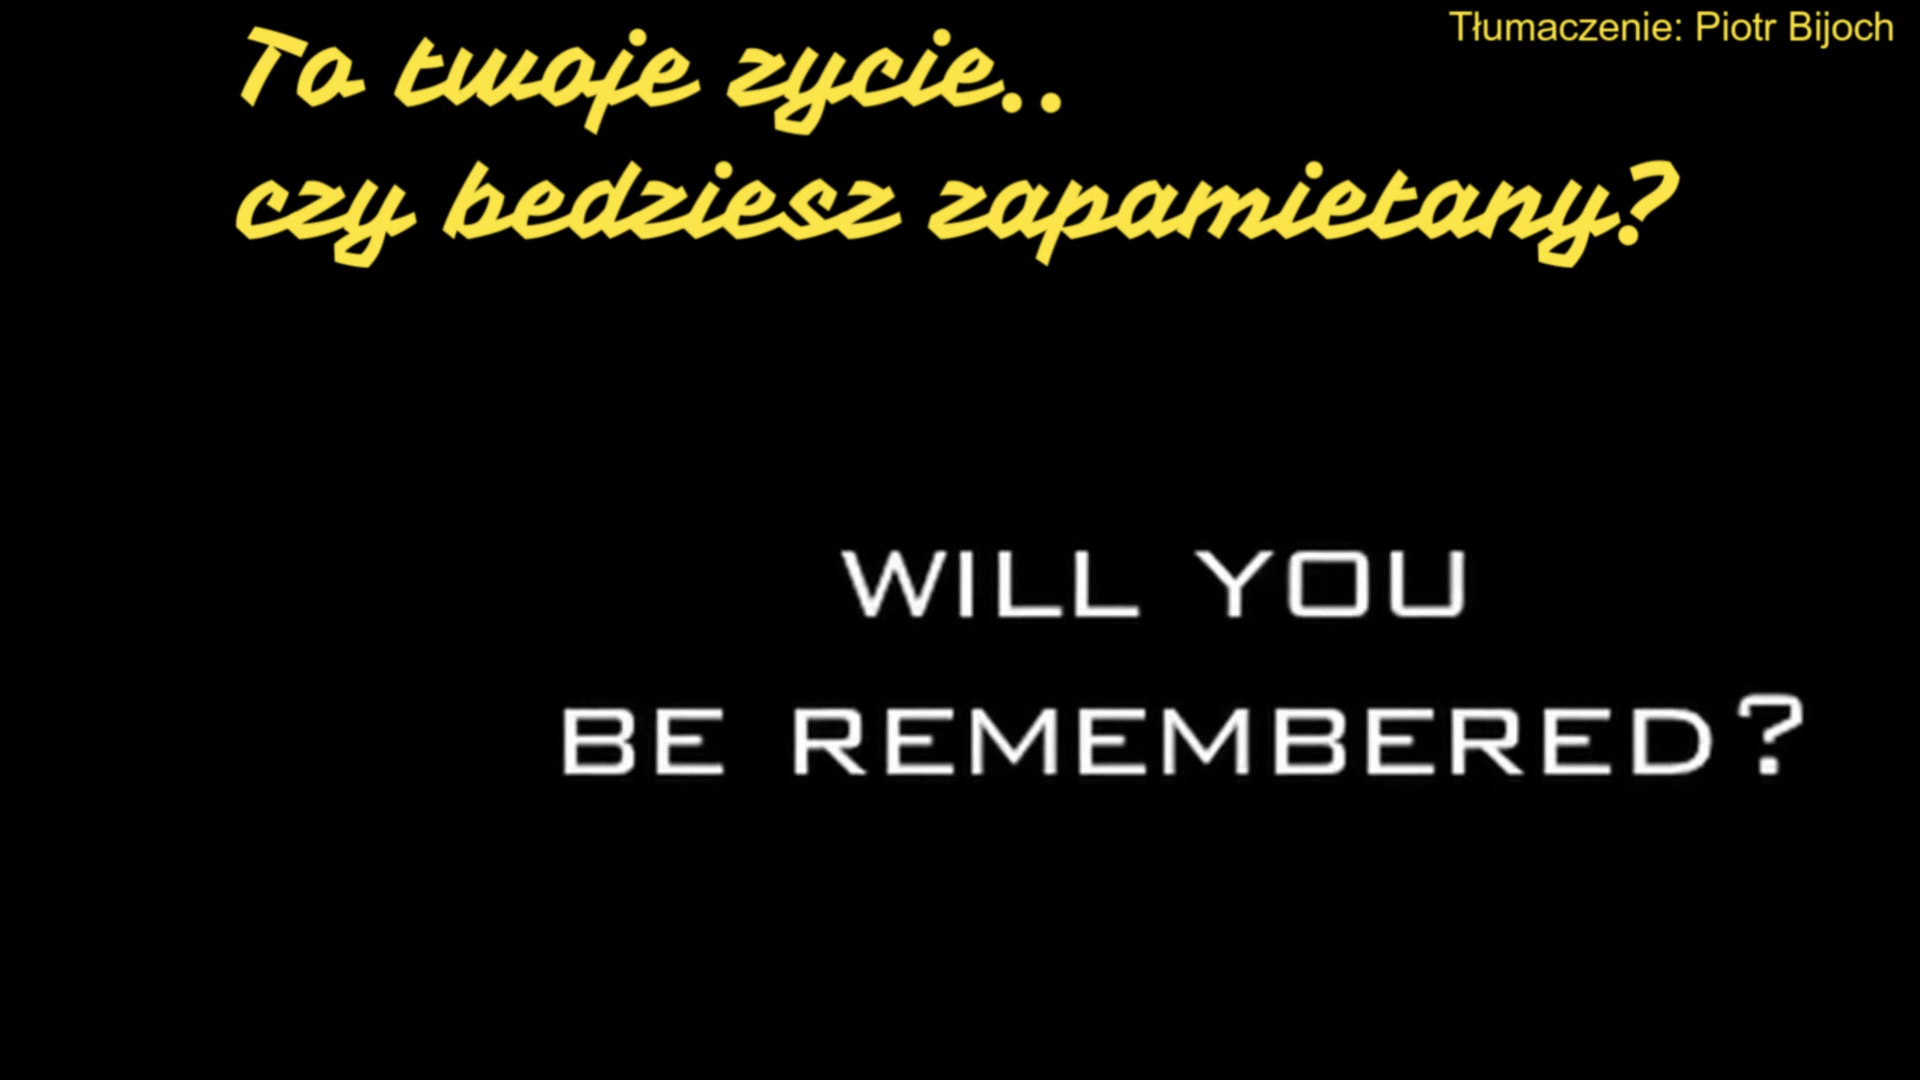 To twoje zycie..
Tłumaczenie: Piotr Bijoch
czy bedziesz zapamietany?
WILL YOU
BE REMEMBERED?